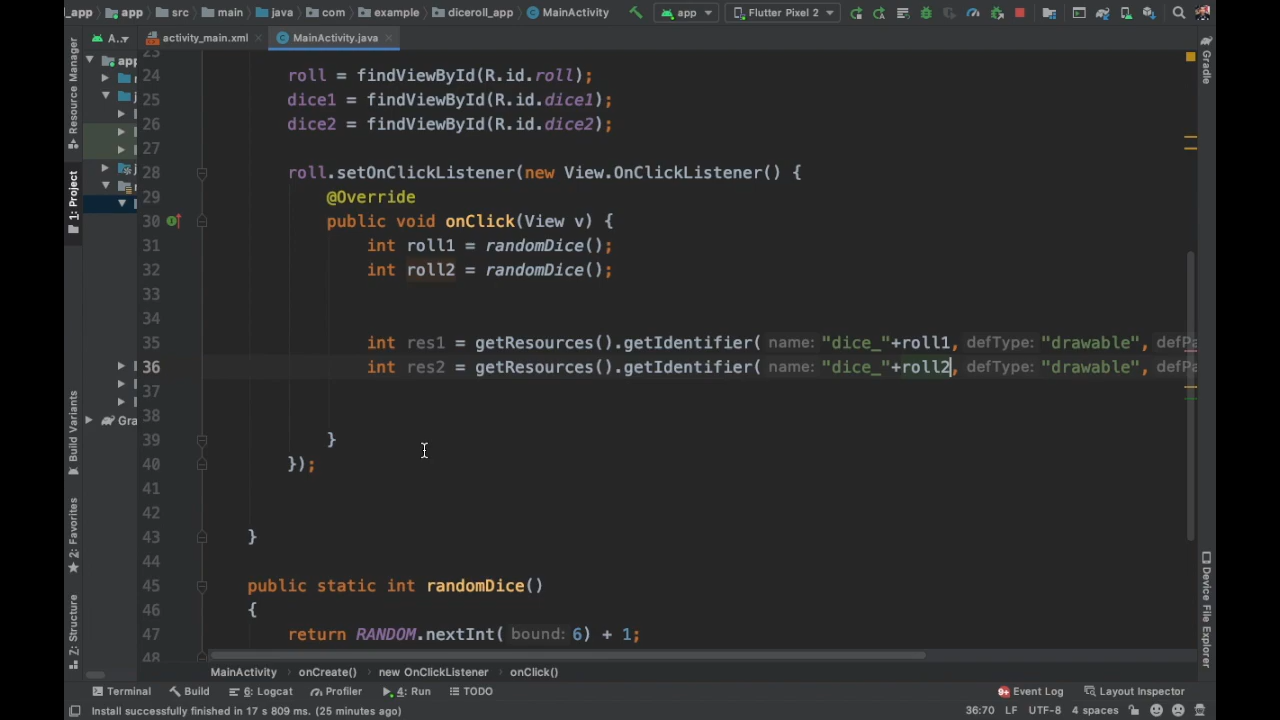 _app app src main java com example diceroll_app MainActivity app Flutter Pixel 2
A.. activity_main.xml MainActivity.java
23
24 roll = findViewById(R.id.roll);
25 dice1 = findViewById(R.id.dice1);
26 dice2 = findViewById(R.id.dice2);
27
28 roll.setOnClickListener(new View.OnClickListener() {
29 @Override
30 public void onClick(View v) {
31 int roll1 = randomDice();
32 int roll2 = randomDice();
33
34
35 int res1 = getResources().getIdentifier( name: "dice_"+roll1, defType: "drawable", defPa
36 int res2 = getResources().getIdentifier( name: "dice_"+roll2, defType: "drawable", defPa
37
38
39 }
40 });
41
42
43 }
44
45 public static int randomDice()
46 {
47 return RANDOM.nextInt( bound: 6) + 1;
48
app
j
j
r
Gra
Resource Manager
1: Project
Build Variants
2: Favorites
Z: Structure
Gradle
Device File Explorer
MainActivity onCreate() new OnClickListener onClick()
Terminal Build 6: Logcat Profiler 4: Run TODO 9+ Event Log Layout Inspector
Install successfully finished in 17 s 809 ms. (25 minutes ago) 36:70 LF UTF-8 4 spaces